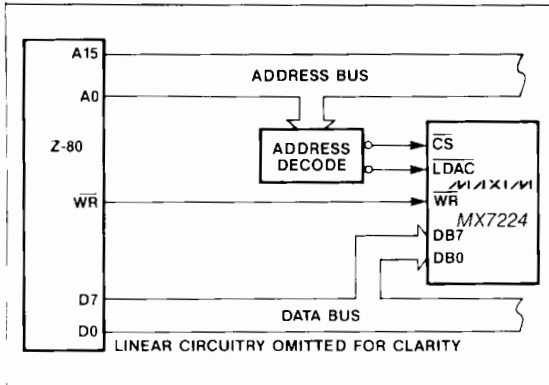 A15
ADDRESS BUS
A0
Z-80
ADDRESS
DECODE
CS
LDAC
MAXIM
WR
WR
MX7224
DB7
DB0
D7
DATA BUS
D0
LINEAR CIRCUITRY OMITTED FOR CLARITY